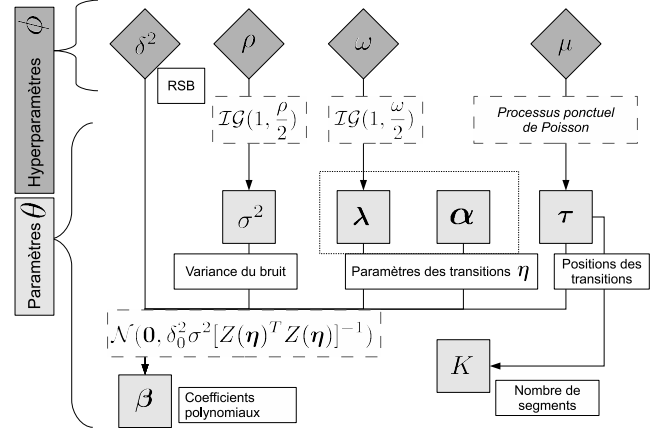 Hyperparamètres ϕ
δ²
ρ
ω
μ
RSB
IG(1, ρ/2)
IG(1, ω/2)
Processus ponctuel
de Poisson
Paramètres θ
σ²
λ
α
τ
Variance du bruit
Paramètres des transitions η
Positions des
transitions
N(0, δ₀²σ²[Z(η)ᵀZ(η)]⁻¹)
β
Coefficients
polynomiaux
K
Nombre de
segments